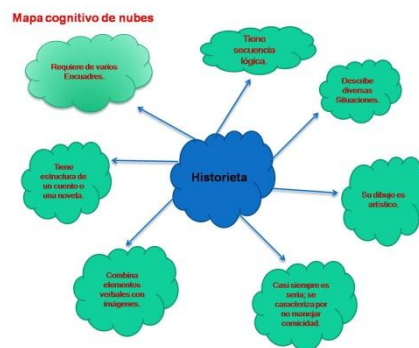 Mapa cognitivo de nubes
Requiere de varios
Encuadres.
Tieno
secuencia
lógica.
Describe
diversas
Situaciones.
Tiene
estructura de
un cuento o
una novela.
Historieta
Su dibujo es
artístico.
Combina
elementos
verbales con
imágenes.
Casi siempre es
seria; se
caracteriza por
no manejar
comicidad.